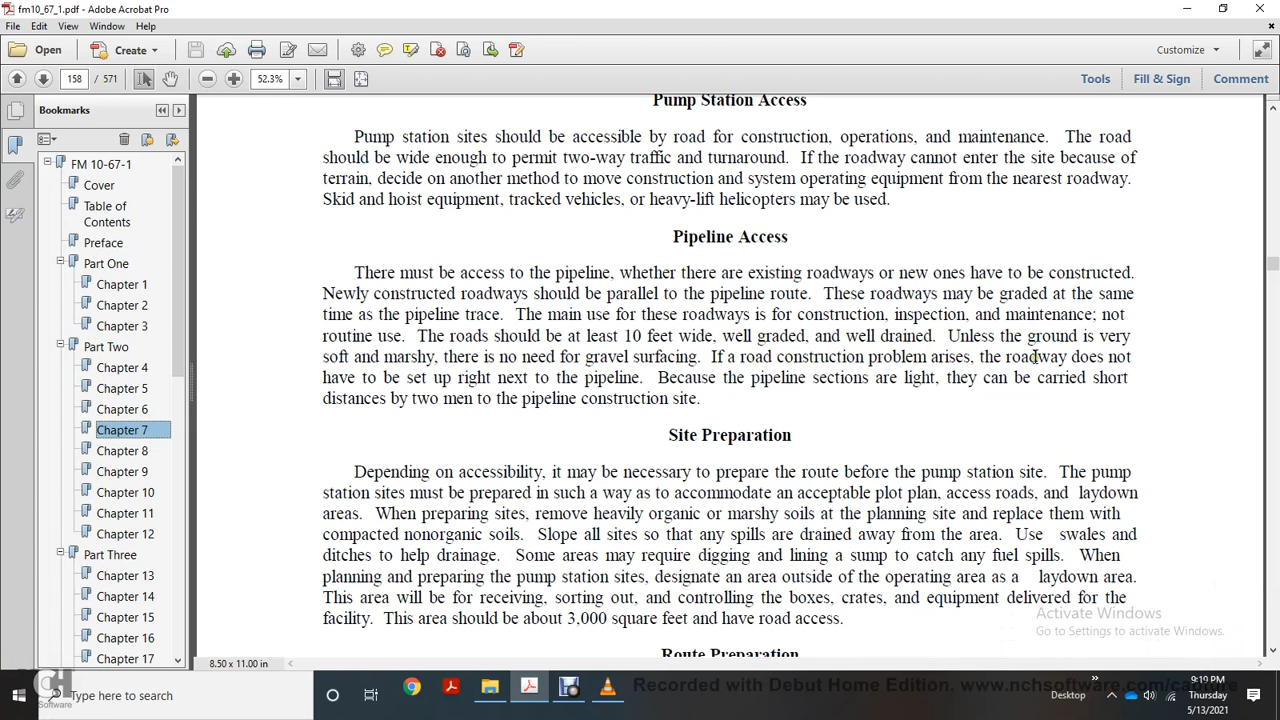 fm10_67_1.pdf - Adobe Acrobat Pro
File Edit View Window Help
Open Create Customize
158 / 571 52.3% Tools Fill & Sign Comment
Bookmarks
FM 10-67-1
Cover
Table of
Contents
Preface
Part One
Chapter 1
Chapter 2
Chapter 3
Part Two
Chapter 4
Chapter 5
Chapter 6
Chapter 7
Chapter 8
Chapter 9
Chapter 10
Chapter 11
Chapter 12
Part Three
Chapter 13
Chapter 14
Chapter 15
Chapter 16
Chapter 17
Pump Station Access
Pump station sites should be accessible by road for construction, operations, and maintenance. The road
should be wide enough to permit two-way traffic and turnaround. If the roadway cannot enter the site because of
terrain, decide on another method to move construction and system operating equipment from the nearest roadway.
Skid and hoist equipment, tracked vehicles, or heavy-lift helicopters may be used.
Pipeline Access
There must be access to the pipeline, whether there are existing roadways or new ones have to be constructed.
Newly constructed roadways should be parallel to the pipeline route. These roadways may be graded at the same
time as the pipeline trace. The main use for these roadways is for construction, inspection, and maintenance; not
routine use. The roads should be at least 10 feet wide, well graded, and well drained. Unless the ground is very
soft and marshy, there is no need for gravel surfacing. If a road construction problem arises, the roadway does not
have to be set up right next to the pipeline. Because the pipeline sections are light, they can be carried short
distances by two men to the pipeline construction site.
Site Preparation
Depending on accessibility, it may be necessary to prepare the route before the pump station site. The pump
station sites must be prepared in such a way as to accommodate an acceptable plot plan, access roads, and laydown
areas. When preparing sites, remove heavily organic or marshy soils at the planning site and replace them with
compacted nonorganic soils. Slope all sites so that any spills are drained away from the area. Use swales and
ditches to help drainage. Some areas may require digging and lining a sump to catch any fuel spills. When
planning and preparing the pump station sites, designate an area outside of the operating area as a laydown area.
This area will be for receiving, sorting out, and controlling the boxes, crates, and equipment delivered for the
facility. This area should be about 3,000 square feet and have road access.
Route Preparation
Activate Windows
Go to Settings to activate Windows.
8.50 x 11.00 in
NCH
Software
Type here to search
Recorded with Debut Home Edition. www.nchsoftware.com/capture
Desktop
9:19 PM
Thursday
5/13/2021